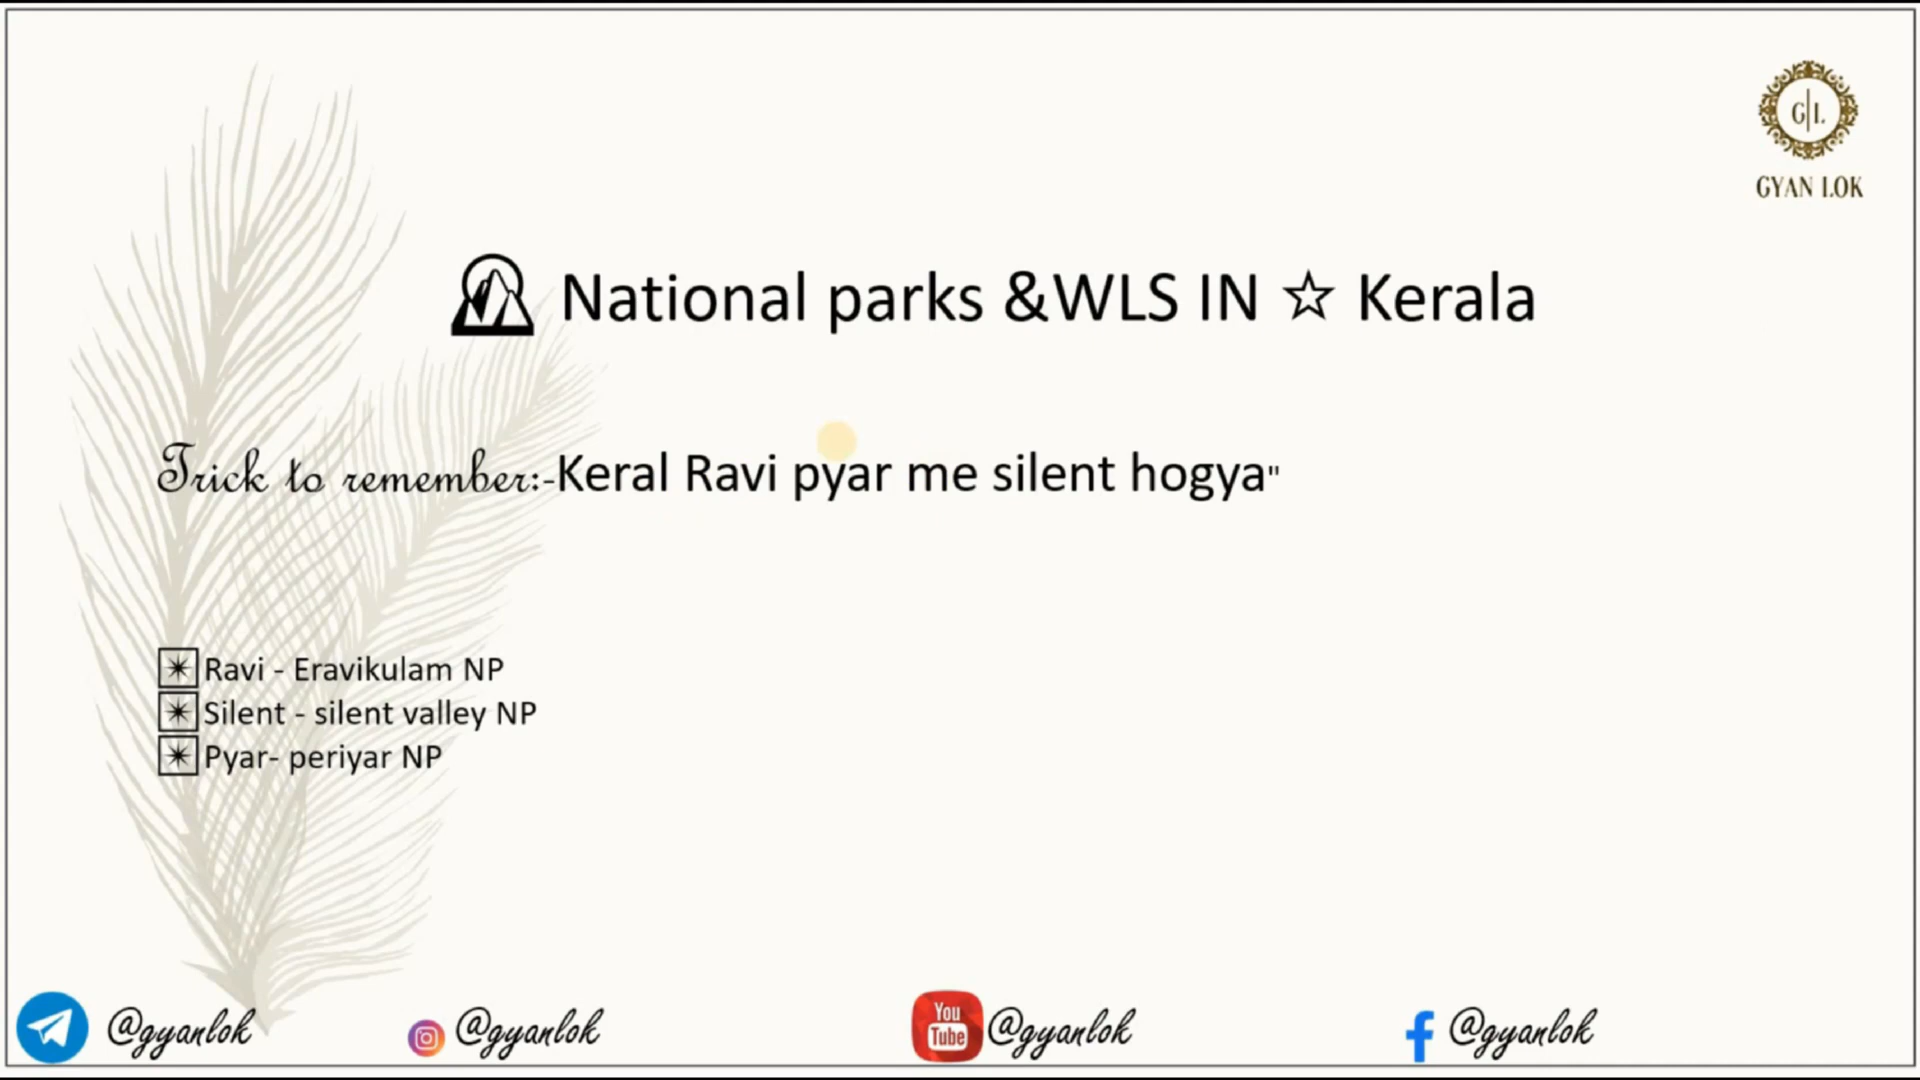 G|L
GYAN LOK
National parks &WLS IN ☆ Kerala
Trick to remember:-Keral Ravi pyar me silent hogya"
Ravi - Eravikulam NP
Silent - silent valley NP
Pyar- periyar NP
@gyanlok
@gyanlok
You
Tube
@gyanlok
@gyanlok